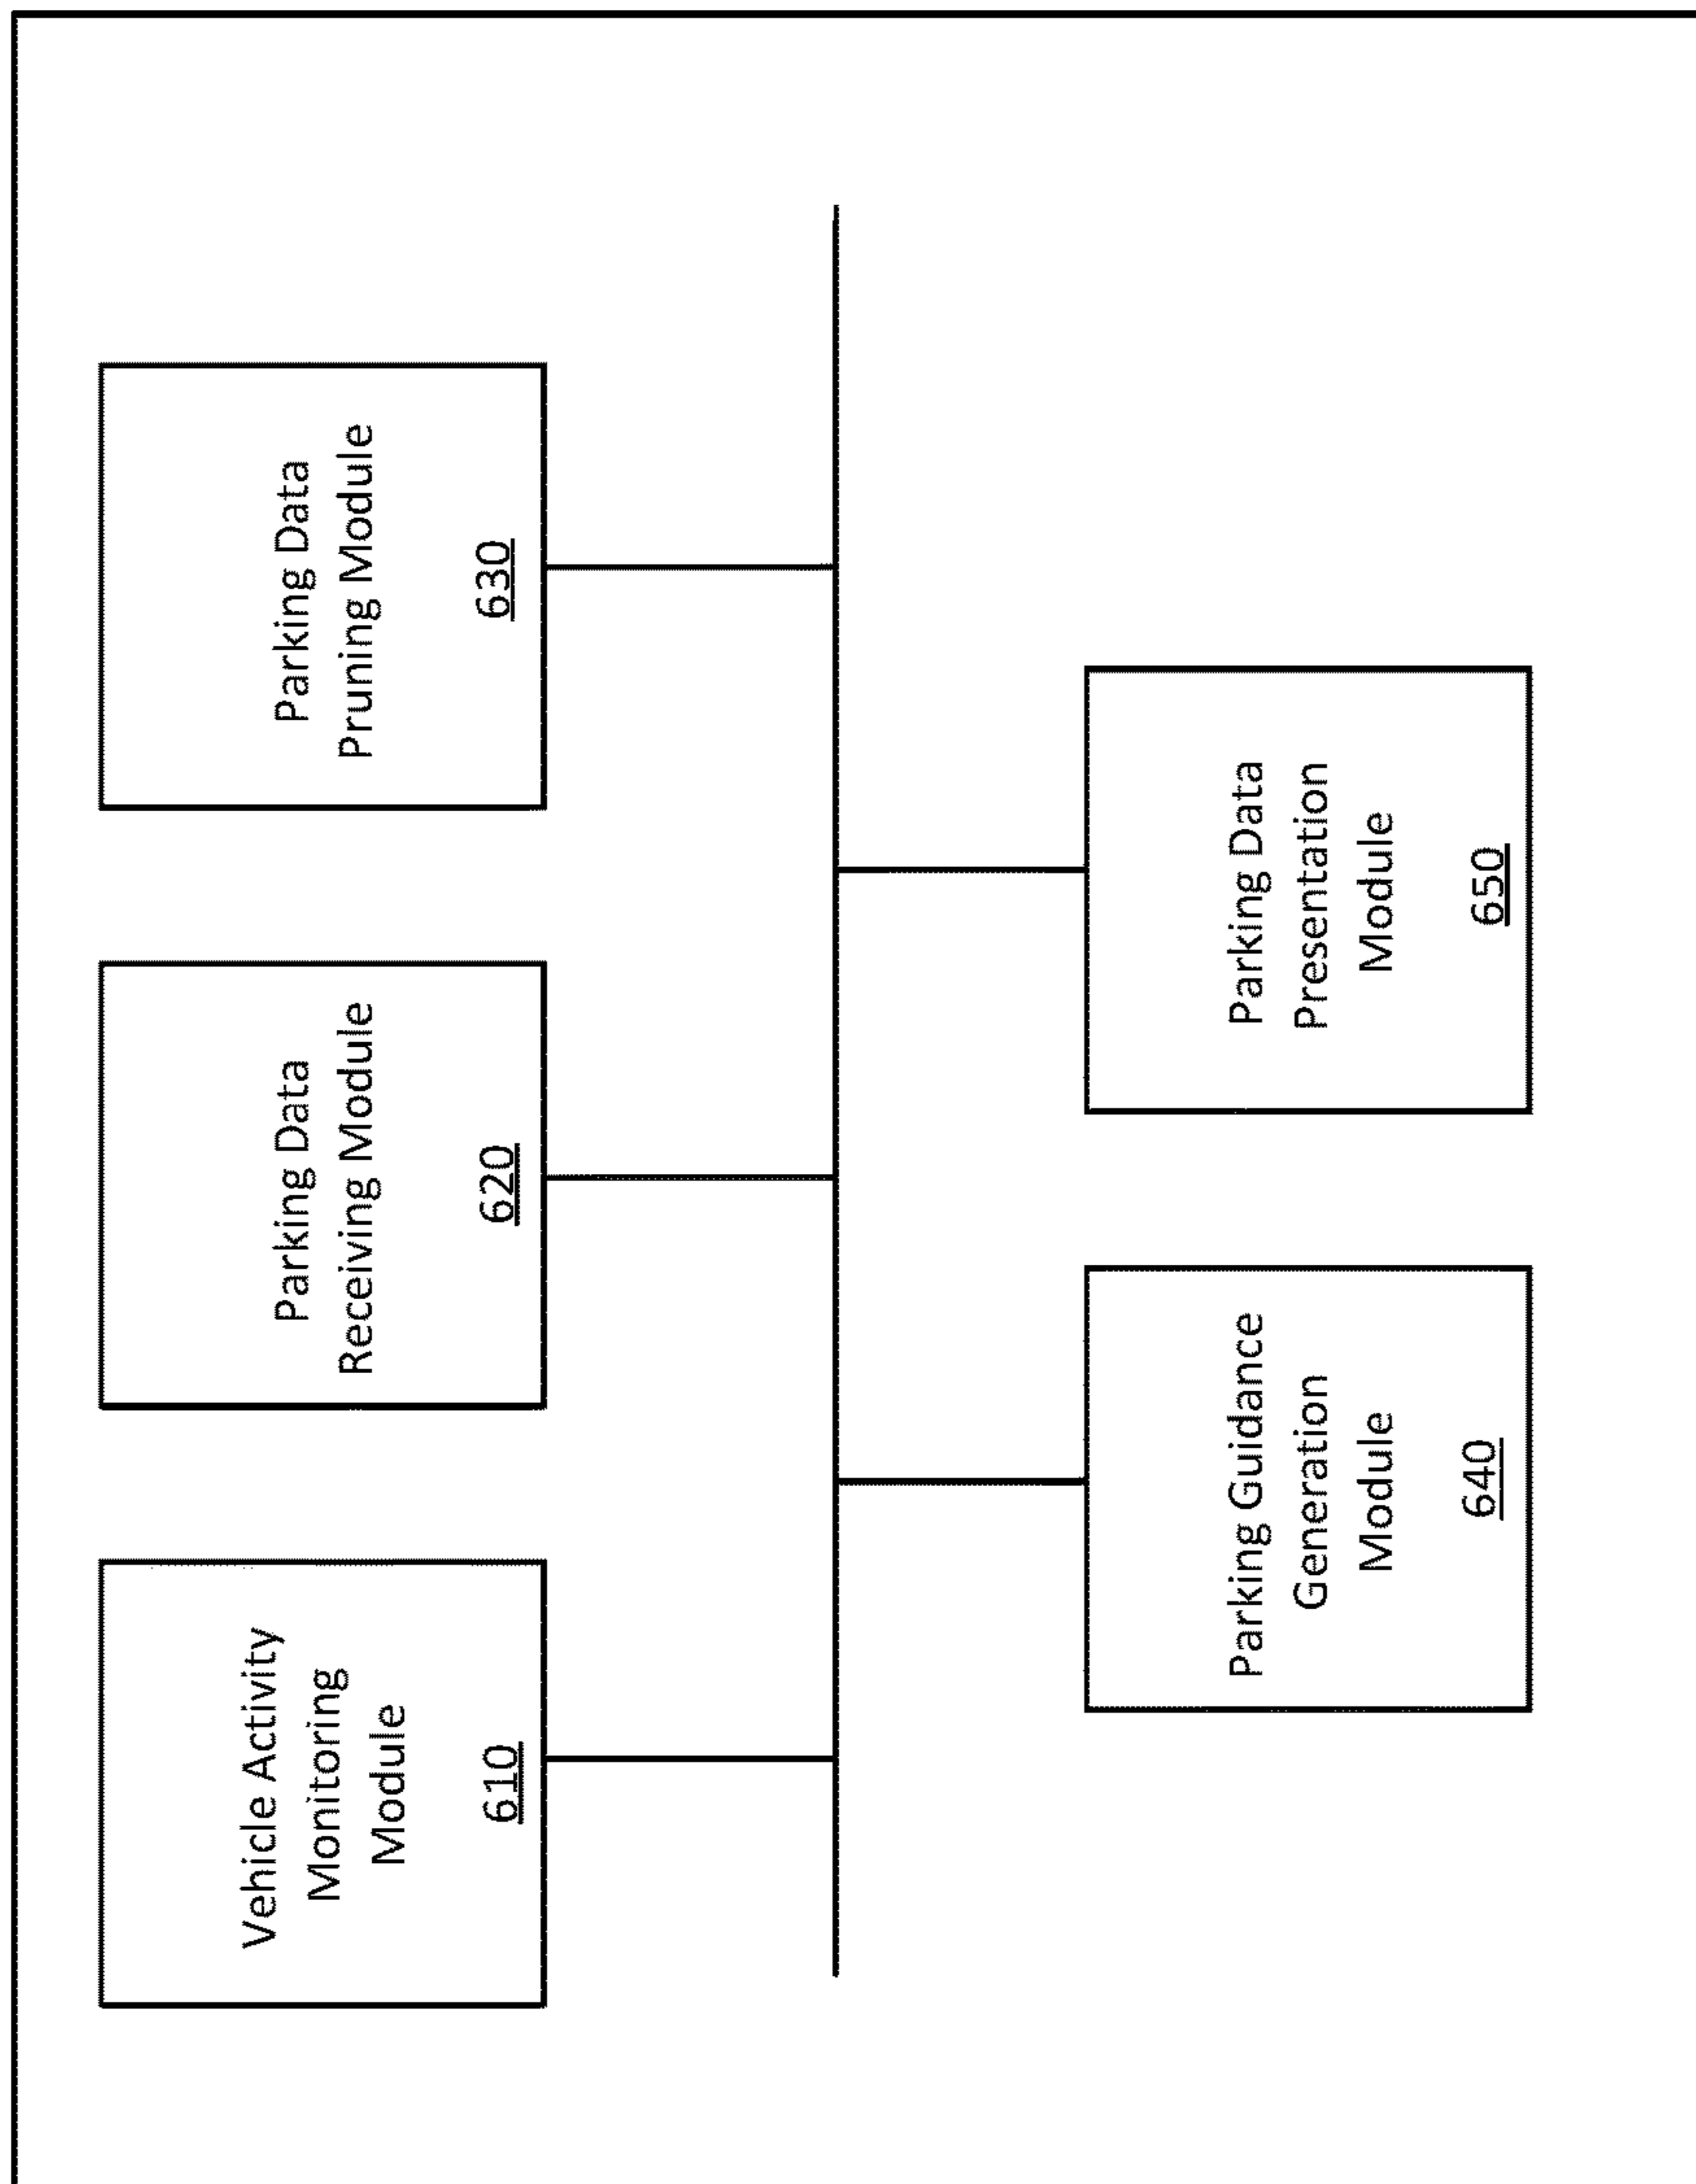 Vehicle Activity
Monitoring
Module
610
Parking Data
Receiving Module
620
Parking Data
Pruning Module
630
Parking Guidance
Generation
Module
640
Parking Data
Presentation
Module
650